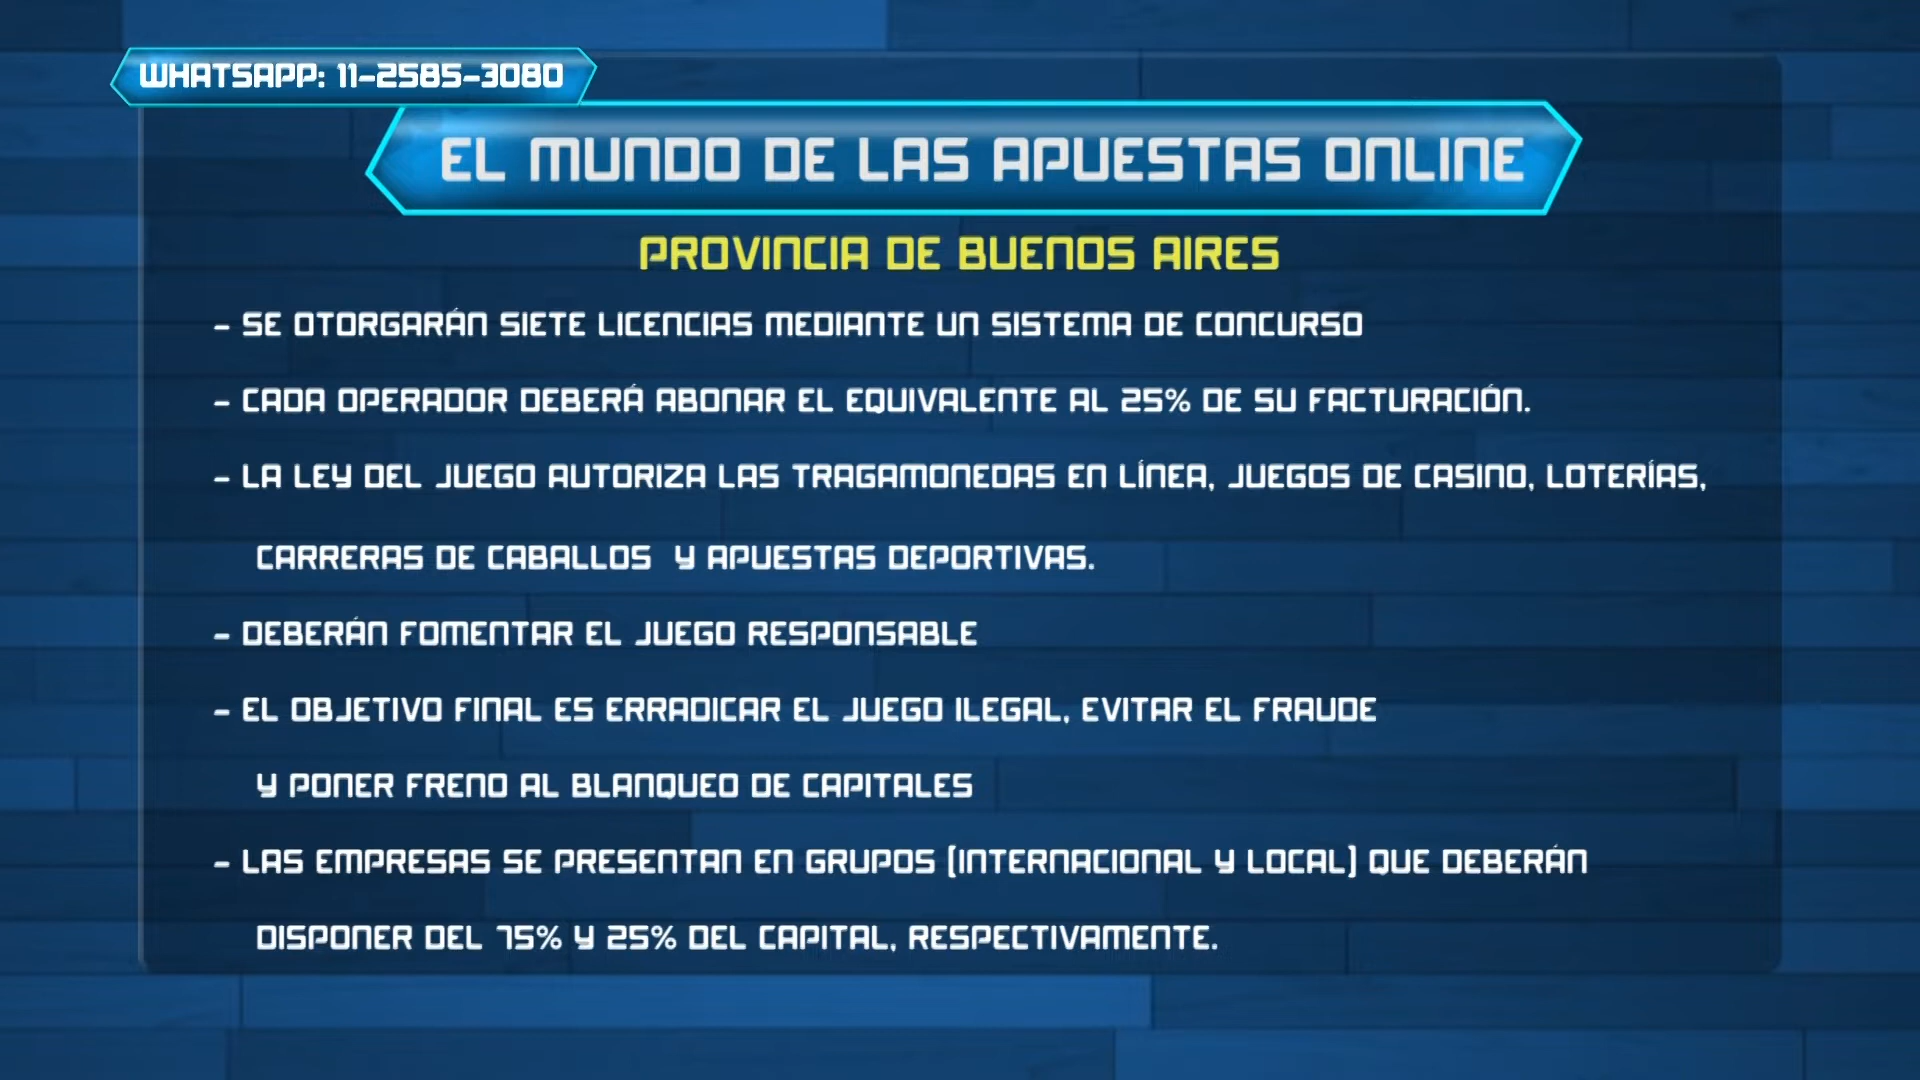 WHATSAPP: 11-2585-3080
EL MUNDO DE LAS APUESTAS ONLINE
PROVINCIA DE BUENOS AIRES
- SE OTORGARÁN SIETE LICENCIAS MEDIANTE UN SISTEMA DE CONCURSO
- CADA OPERADOR DEBERÁ ABONAR EL EQUIVALENTE AL 25% DE SU FACTURACIÓN.
- LA LEY DEL JUEGO AUTORIZA LAS TRAGAMONEDAS EN LÍNEA, JUEGOS DE CASINO, LOTERÍAS,
CARRERAS DE CABALLOS Y APUESTAS DEPORTIVAS.
- DEBERÁN FOMENTAR EL JUEGO RESPONSABLE
- EL OBJETIVO FINAL ES ERRADICAR EL JUEGO ILEGAL, EVITAR EL FRAUDE
Y PONER FRENO AL BLANQUEO DE CAPITALES
- LAS EMPRESAS SE PRESENTAN EN GRUPOS (INTERNACIONAL Y LOCAL) QUE DEBERÁN
DISPONER DEL 75% Y 25% DEL CAPITAL, RESPECTIVAMENTE.